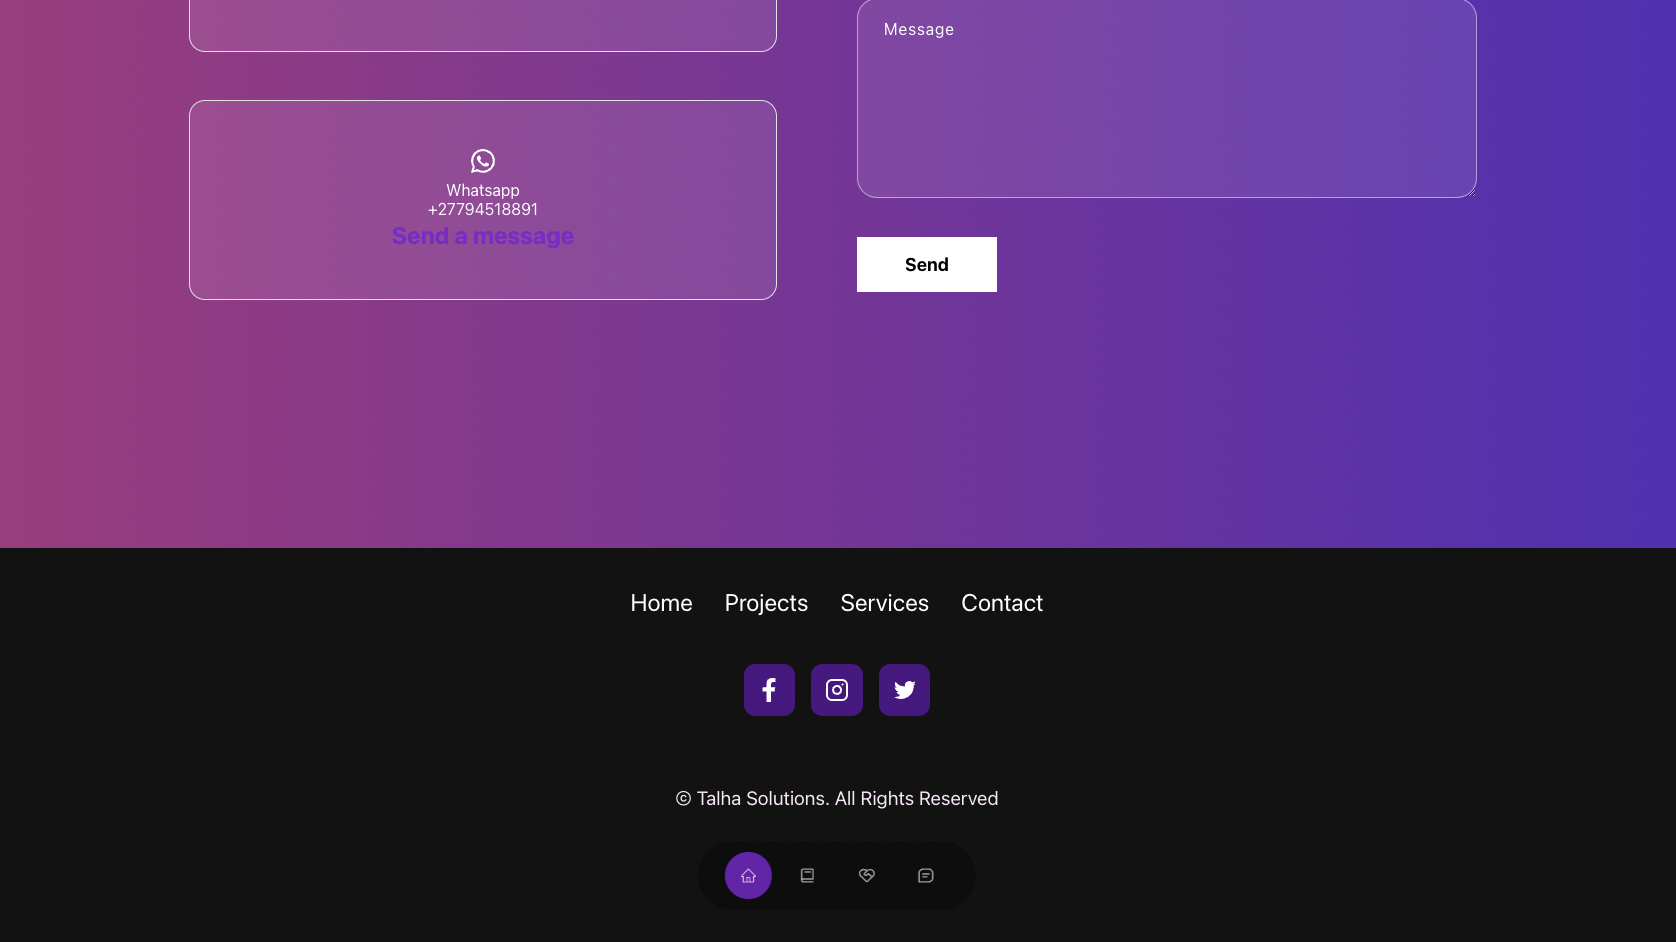 Message
Whatsapp
+27794518891
Send a message
Send
Home Projects Services Contact
© Talha Solutions. All Rights Reserved